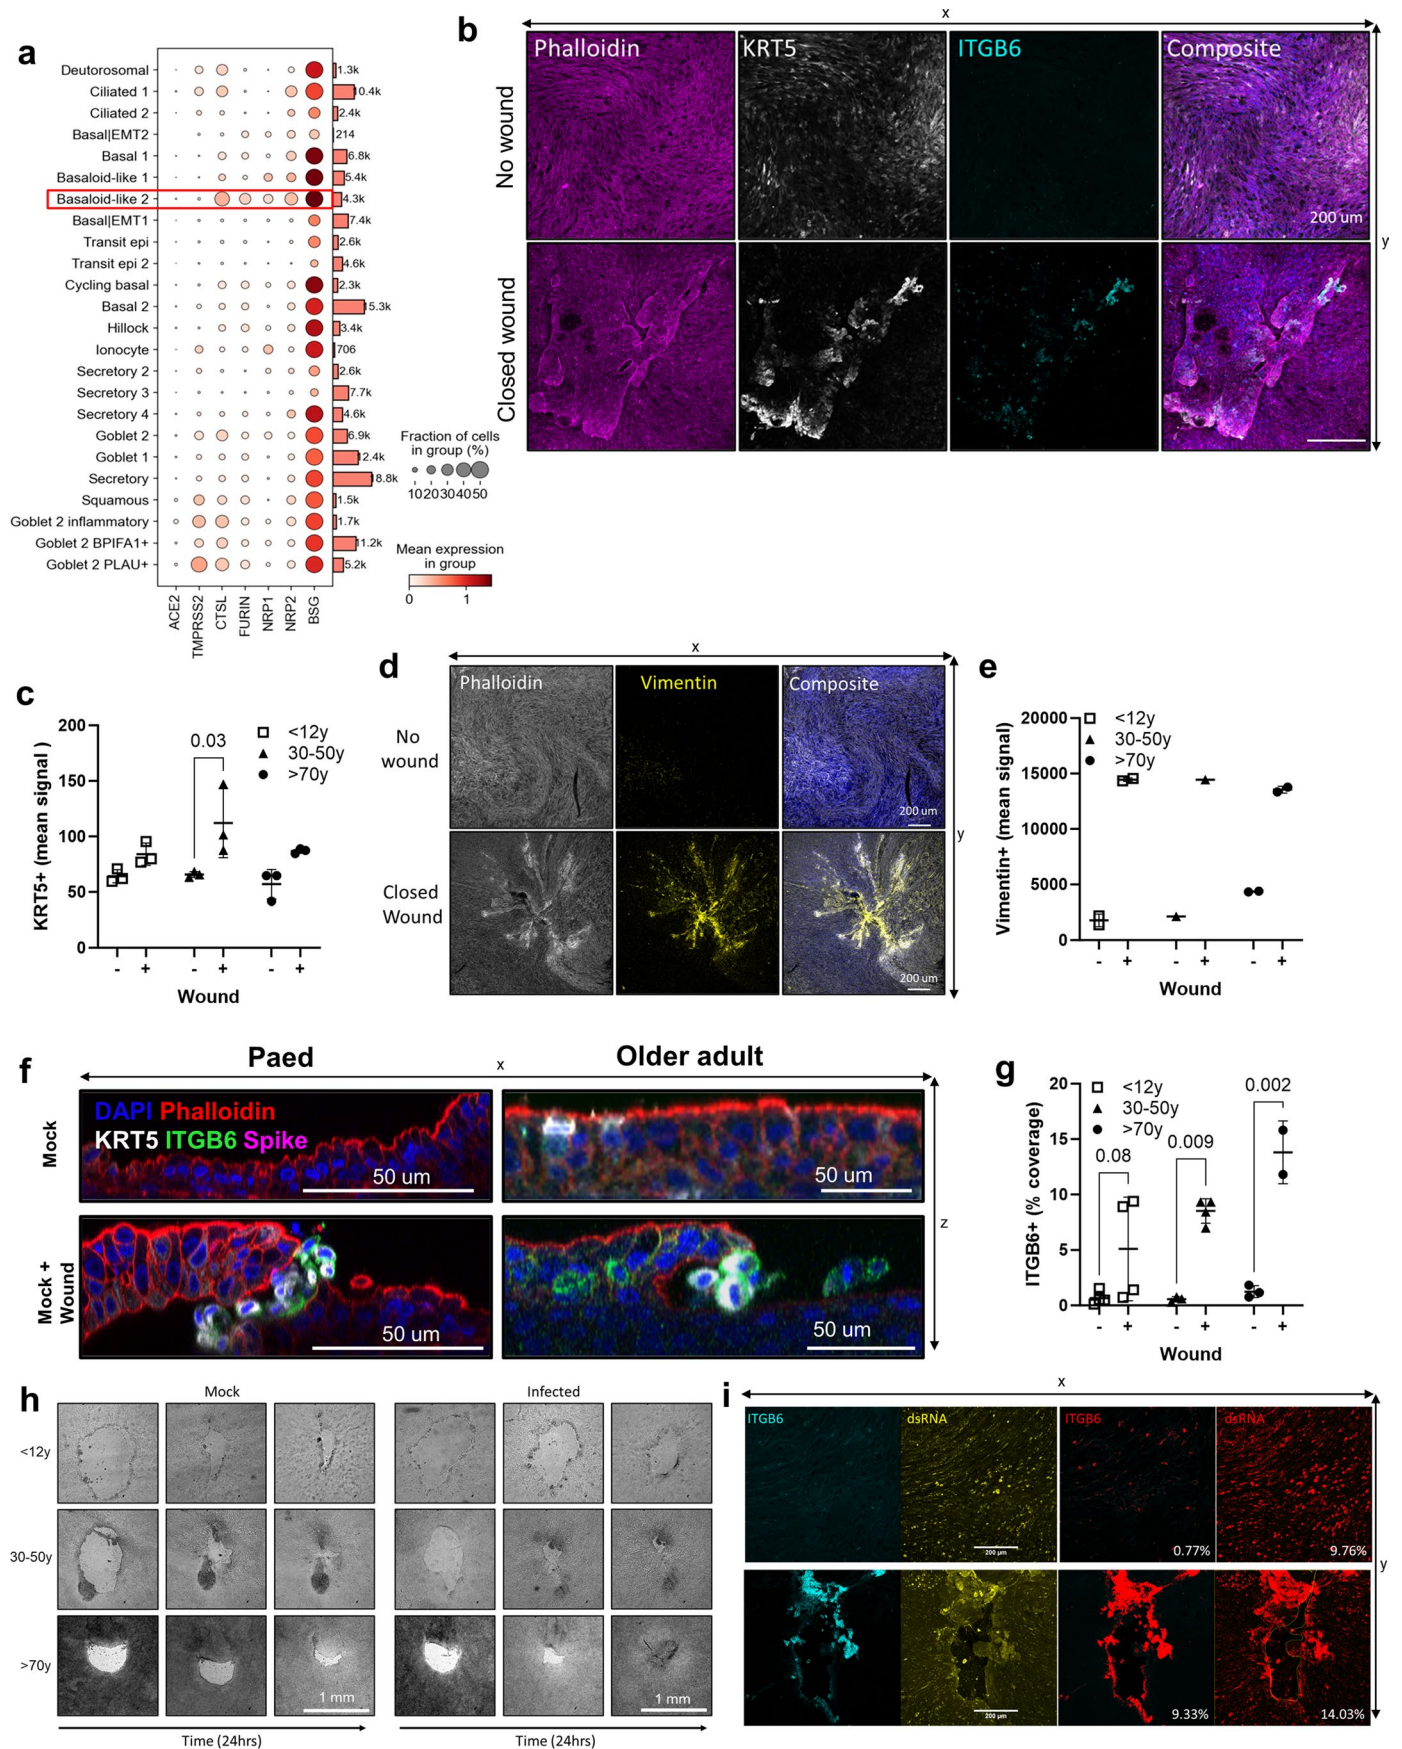 a
Deutorosomal 1.3k
Ciliated 1 10.4k
Ciliated 2 2.4k
Basal|EMT2 214
Basal 1 6.8k
Basaloid-like 1 5.4k
Basaloid-like 2 4.3k
Basal|EMT1 7.4k
Transit epi 2.6k
Transit epi 2 4.6k
Cycling basal 2.3k
Basal 2 15.3k
Hillock 3.4k
Ionocyte 706
Secretory 2 2.6k
Secretory 3 7.7k
Secretory 4 4.6k
Goblet 2 6.9k
Goblet 1 12.4k
Secretory 18.8k
Squamous 1.5k
Goblet 2 inflammatory 1.7k
Goblet 2 BPIFA1+ 11.2k
Goblet 2 PLAU+ 5.2k
ACE2 TMPRSS2 CTSL FURIN NRP1 NRP2 BSG
Fraction of cells
in group (%)
10 20 30 40 50
Mean expression
in group
0 1
b
x
y
Phalloidin KRT5 ITGB6 Composite
No wound
200 um
Closed wound
c
KRT5+ (mean signal )
200
150
100
50
0
<12y
30-50y
>70y
0.03
- + - + - +
Wound
d
x
y
Phalloidin Vimentin Composite
No
wound
200 um
Closed
Wound
200 um
e
Vimentin+ (mean signal)
20000
15000
10000
5000
0
<12y
30-50y
>70y
- + - + - +
Wound
f
Paed x Older adult
z
Mock
DAPI Phalloidin
KRT5 ITGB6 Spike
50 um
50 um
Mock +
Wound
50 um
50 um
g
ITGB6+ (% coverage)
20
15
10
5
0
<12y
30-50y
>70y
0.08
0.009
0.002
- + - + - +
Wound
h
Mock Infected
<12y
30-50y
>70y
1 mm
1 mm
Time (24hrs)
Time (24hrs)
i
x
y
ITGB6 dsRNA ITGB6 dsRNA
200 µm
0.77% 9.76%
200 µm
9.33% 14.03%